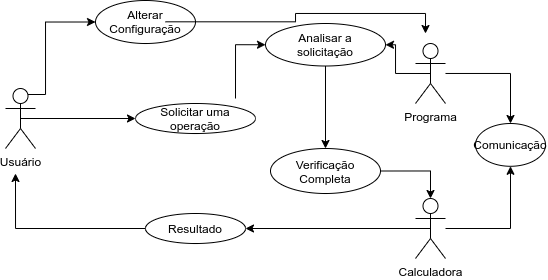 Alterar
Configuração
Analisar a
solicitação
Programa
Solicitar uma
operação
Comunicação
Usuário
Verificação
Completa
Resultado
Calculadora